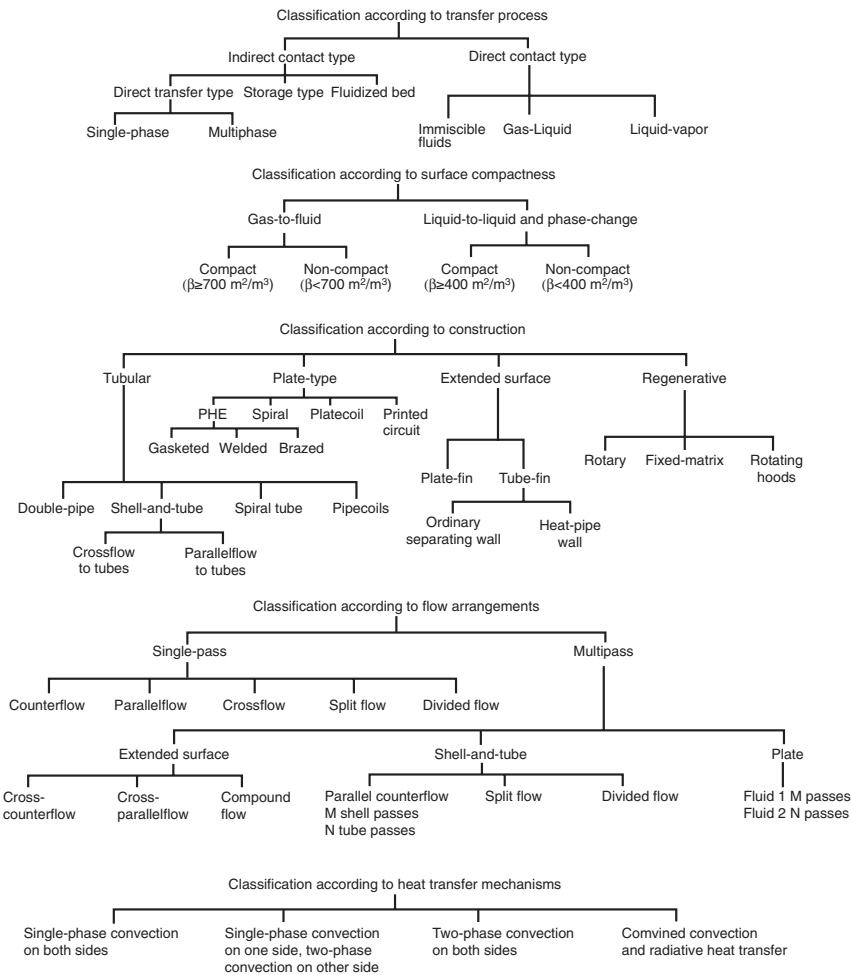 Classification according to transfer process
Indirect contact type
Direct contact type
Direct transfer type
Storage type
Fluidized bed
Single-phase
Multiphase
Immiscible
fluids
Gas-Liquid
Liquid-vapor
Classification according to surface compactness
Gas-to-fluid
Liquid-to-liquid and phase-change
Compact
(β≥700 m²/m³)
Non-compact
(β<700 m²/m³)
Compact
(β≥400 m²/m³)
Non-compact
(β<400 m²/m³)
Classification according to construction
Tubular
Plate-type
Extended surface
Regenerative
PHE
Spiral
Platecoil
Printed
circuit
Gasketed
Welded
Brazed
Plate-fin
Tube-fin
Rotary
Fixed-matrix
Rotating
hoods
Double-pipe
Shell-and-tube
Spiral tube
Pipecoils
Ordinary
separating wall
Heat-pipe
wall
Crossflow
to tubes
Parallelflow
to tubes
Classification according to flow arrangements
Single-pass
Multipass
Counterflow
Parallelflow
Crossflow
Split flow
Divided flow
Extended surface
Shell-and-tube
Plate
Cross-
counterflow
Cross-
parallelflow
Compound
flow
Parallel counterflow
M shell passes
N tube passes
Split flow
Divided flow
Fluid 1 M passes
Fluid 2 N passes
Classification according to heat transfer mechanisms
Single-phase convection
on both sides
Single-phase convection
on one side, two-phase
convection on other side
Two-phase convection
on both sides
Comvined convection
and radiative heat transfer